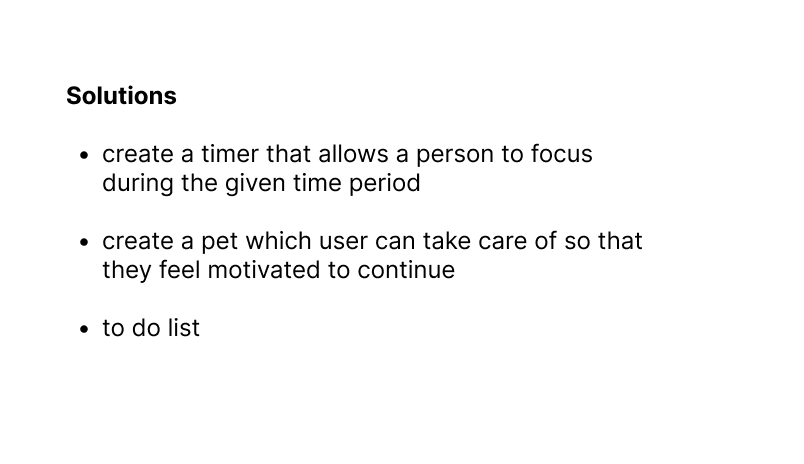 Solutions
• create a timer that allows a person to focus
during the given time period
• create a pet which user can take care of so that
they feel motivated to continue
• to do list